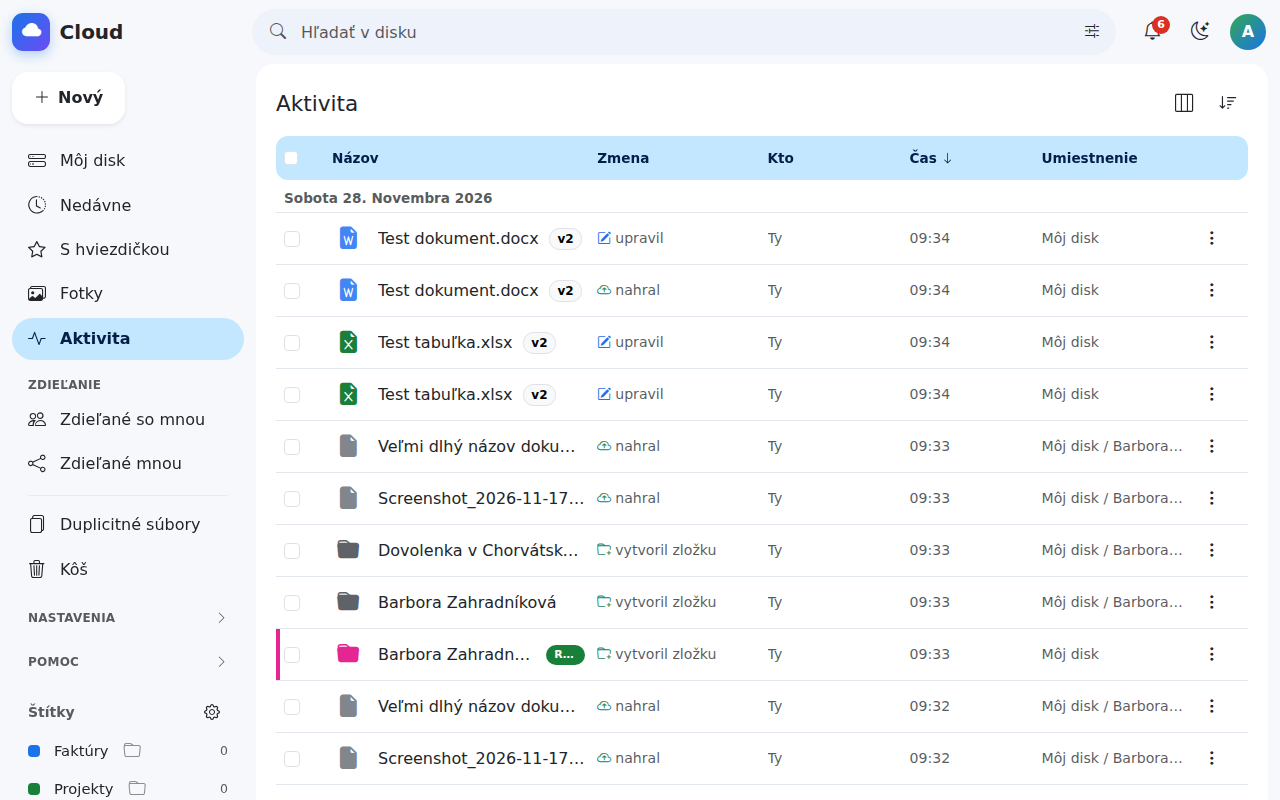 Cloud
Hľadať v disku
6
A
Nový
Môj disk
Nedávne
S hviezdičkou
Fotky
Aktivita
ZDIEĽANIE
Zdieľané so mnou
Zdieľané mnou
Duplicitné súbory
Kôš
NASTAVENIA
POMOC
Štítky
Faktúry 0
Projekty 0
Aktivita
Názov Zmena Kto Čas ↓ Umiestnenie
Sobota 28. Novembra 2026
Test dokument.docx v2 upravil Ty 09:34 Môj disk
Test dokument.docx v2 nahral Ty 09:34 Môj disk
Test tabuľka.xlsx v2 upravil Ty 09:34 Môj disk
Test tabuľka.xlsx v2 upravil Ty 09:34 Môj disk
Veľmi dlhý názov doku… nahral Ty 09:33 Môj disk / Barbora…
Screenshot_2026-11-17… nahral Ty 09:33 Môj disk / Barbora…
Dovolenka v Chorvátsk… vytvoril zložku Ty 09:33 Môj disk / Barbora…
Barbora Zahradníková vytvoril zložku Ty 09:33 Môj disk / Barbora…
Barbora Zahradn… R… vytvoril zložku Ty 09:33 Môj disk
Veľmi dlhý názov doku… nahral Ty 09:32 Môj disk / Barbora…
Screenshot_2026-11-17… nahral Ty 09:32 Môj disk / Barbora…